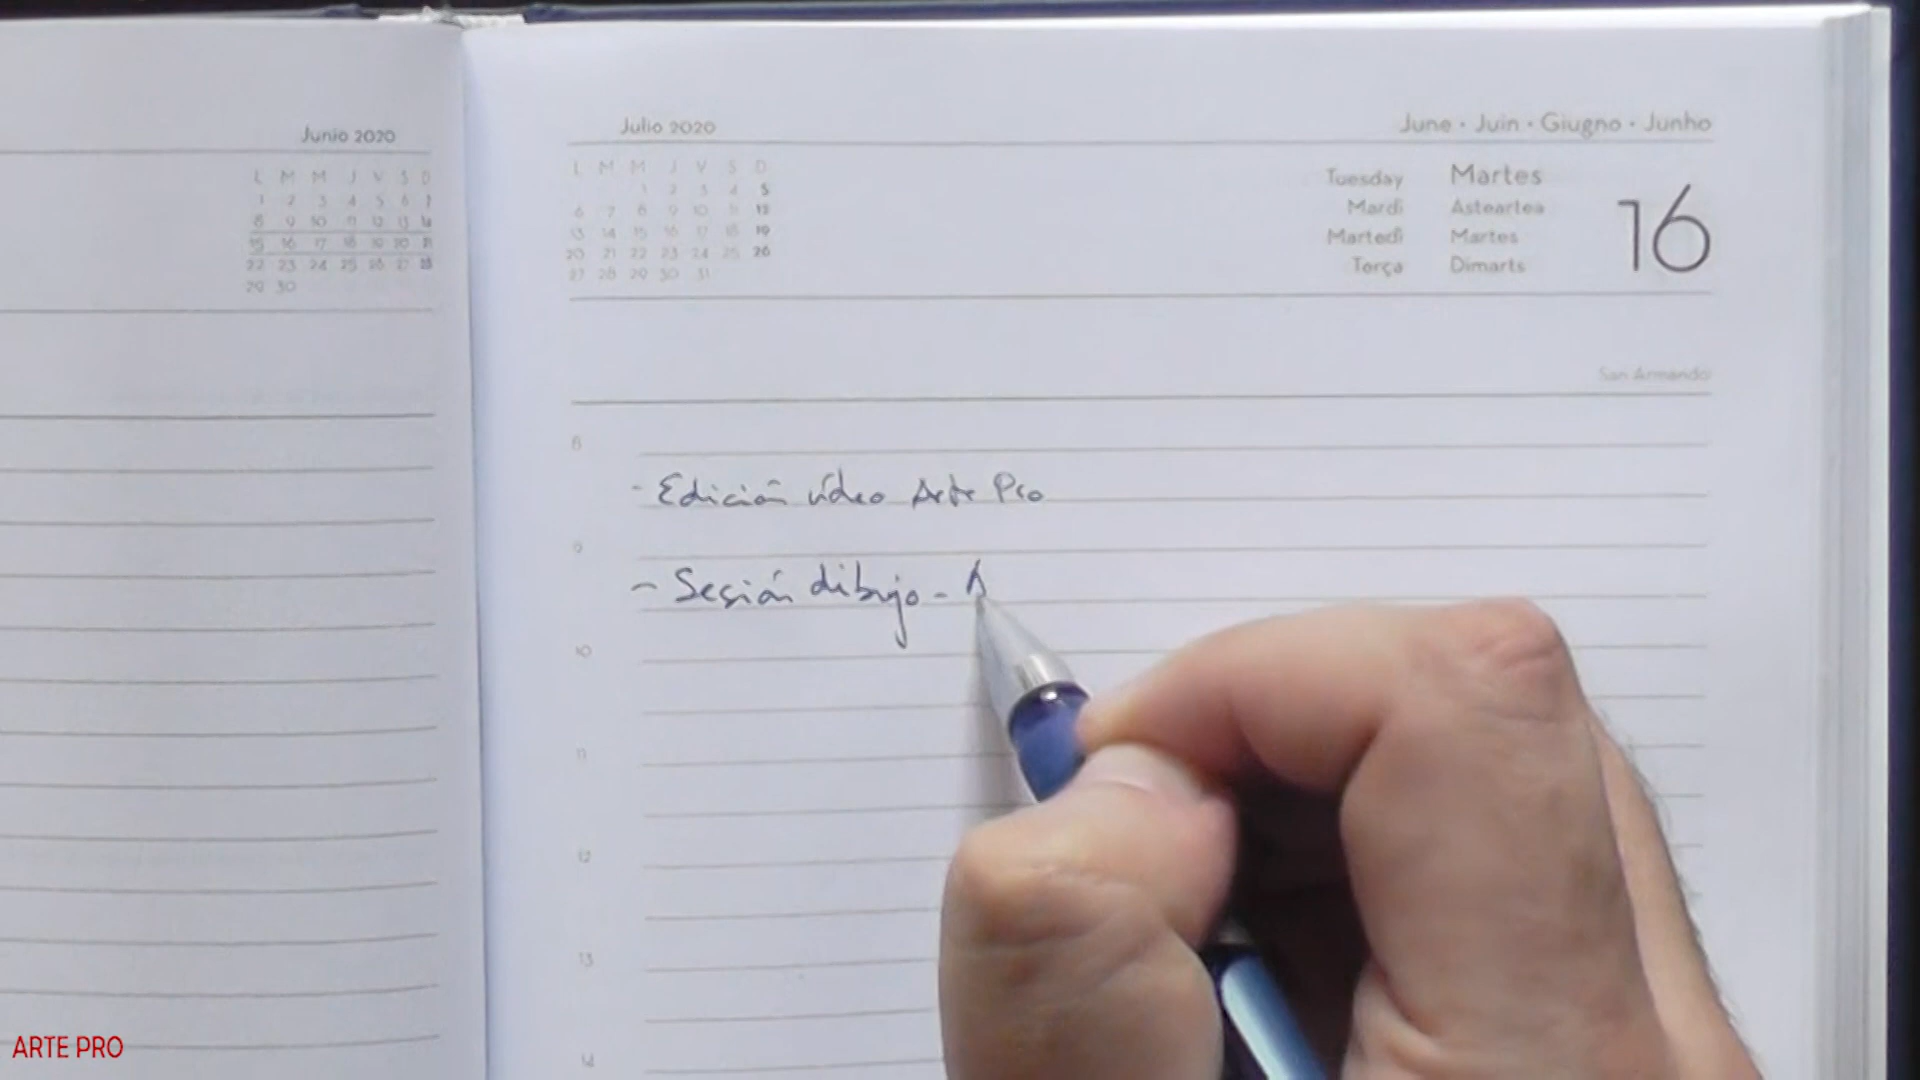 Junio 2020
L M M J V S D
1 2 3 4 5 6 7
8 9 10 11 12 13 14
15 16 17 18 19 20 21
22 23 24 25 26 27 28
29 30
Julio 2020
L M M J V S D
1 2 3 4 5
6 7 8 9 10 11 12
13 14 15 16 17 18 19
20 21 22 23 24 25 26
27 28 29 30 31
June · Juin · Giugno · Junho
Tuesday Martes
Mardi Asteartea
Martedì Martes
Terça Dimarts
16
San Armando
8
- Edición vídeo Arte Pro
9
- Sesión dibujo - A
10
11
12
13
14
ARTE PRO